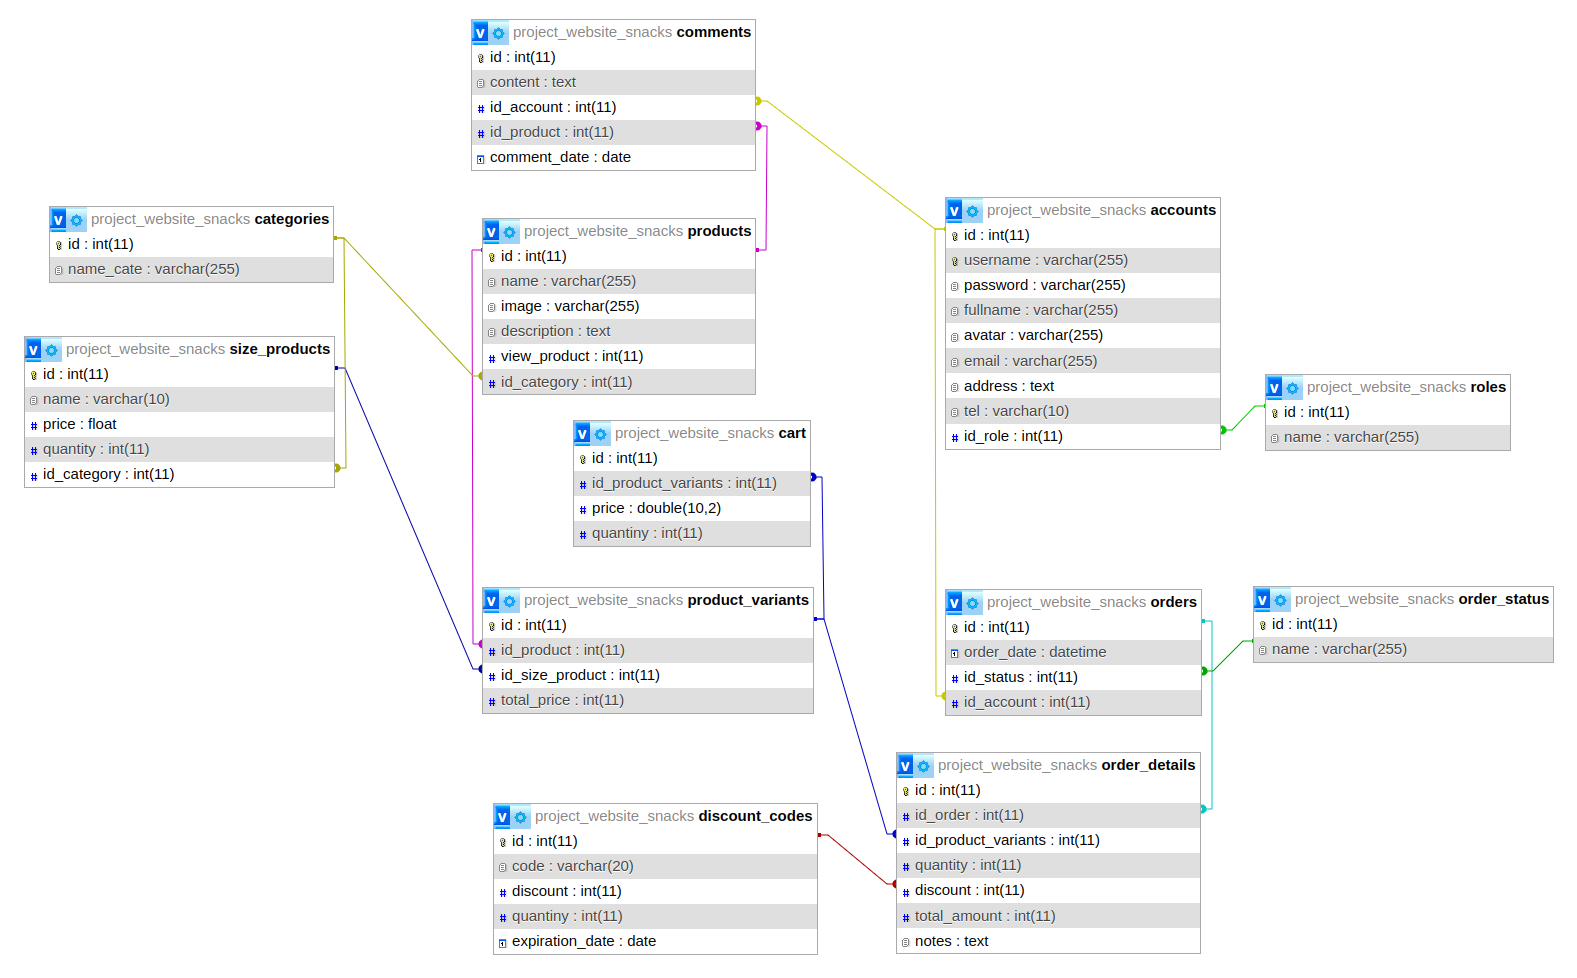 project_website_snacks comments
id : int(11)
content : text
id_account : int(11)
id_product : int(11)
comment_date : date
project_website_snacks categories
id : int(11)
name_cate : varchar(255)
project_website_snacks products
id : int(11)
name : varchar(255)
image : varchar(255)
description : text
view_product : int(11)
id_category : int(11)
project_website_snacks accounts
id : int(11)
username : varchar(255)
password : varchar(255)
fullname : varchar(255)
avatar : varchar(255)
email : varchar(255)
address : text
tel : varchar(10)
id_role : int(11)
project_website_snacks size_products
id : int(11)
name : varchar(10)
price : float
quantity : int(11)
id_category : int(11)
project_website_snacks roles
id : int(11)
name : varchar(255)
project_website_snacks cart
id : int(11)
id_product_variants : int(11)
price : double(10,2)
quantiny : int(11)
project_website_snacks product_variants
id : int(11)
id_product : int(11)
id_size_product : int(11)
total_price : int(11)
project_website_snacks orders
id : int(11)
order_date : datetime
id_status : int(11)
id_account : int(11)
project_website_snacks order_status
id : int(11)
name : varchar(255)
project_website_snacks order_details
id : int(11)
id_order : int(11)
id_product_variants : int(11)
quantity : int(11)
discount : int(11)
total_amount : int(11)
notes : text
project_website_snacks discount_codes
id : int(11)
code : varchar(20)
discount : int(11)
quantiny : int(11)
expiration_date : date